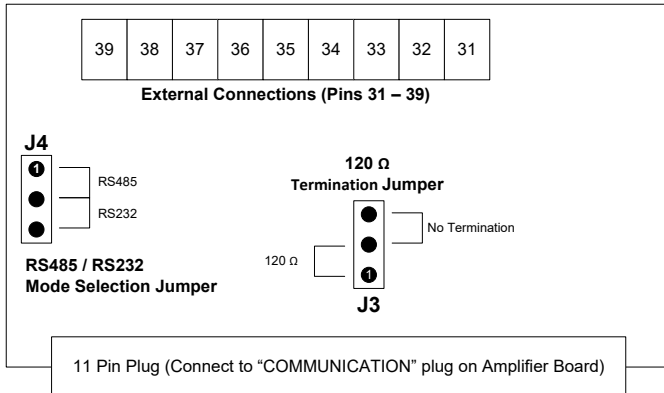 39 38 37 36 35 34 33 32 31
External Connections (Pins 31 – 39)
J4
1
RS485
RS232
RS485 / RS232
Mode Selection Jumper
120 Ω
Termination Jumper
No Termination
120 Ω
1
J3
11 Pin Plug (Connect to “COMMUNICATION” plug on Amplifier Board)